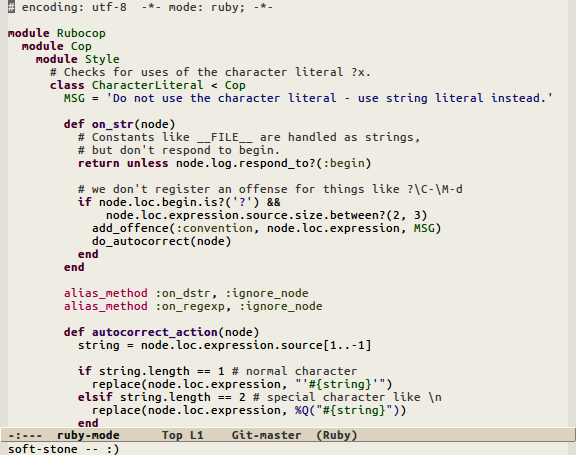 # encoding: utf-8  -*- mode: ruby; -*-

module Rubocop
  module Cop
    module Style
      # Checks for uses of the character literal ?x.
      class CharacterLiteral < Cop
        MSG = 'Do not use the character literal - use string literal instead.'

        def on_str(node)
          # Constants like __FILE__ are handled as strings,
          # but don't respond to begin.
          return unless node.log.respond_to?(:begin)

          # we don't register an offense for things like ?\C-\M-d
          if node.loc.begin.is?('?') &&
              node.loc.expression.source.size.between?(2, 3)
            add_offence(:convention, node.loc.expression, MSG)
            do_autocorrect(node)
          end
        end

        alias_method :on_dstr, :ignore_node
        alias_method :on_regexp, :ignore_node

        def autocorrect_action(node)
          string = node.loc.expression.source[1..-1]

          if string.length == 1 # normal character
            replace(node.loc.expression, "'#{string}'")
          elsif string.length == 2 # special character like \n
            replace(node.loc.expression, %Q("#{string}"))
          end
-:---  ruby-mode      Top L1    Git-master  (Ruby)
soft-stone -- :)